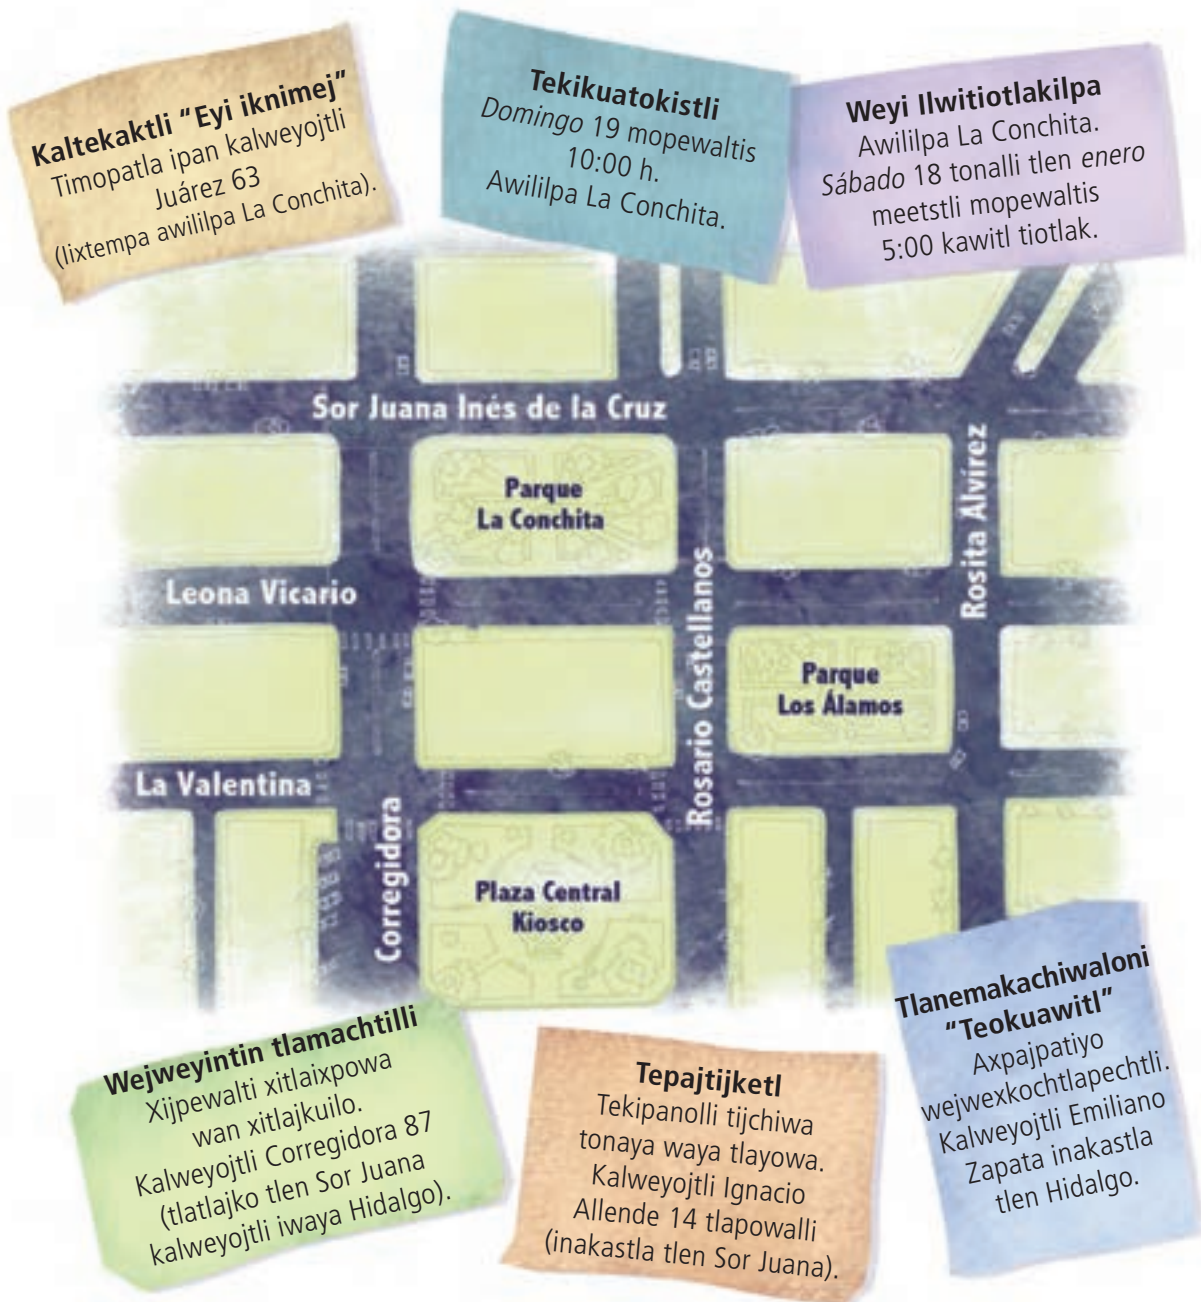 Kaltekaktli “Eyi iknimej”
Timopatla ipan kalweyojtli
Juárez 63
(Iixtempa awililpa La Conchita).
Tekikuatokistli
Domingo 19 mopewaltis
10:00 h.
Awililpa La Conchita.
Weyi Ilwitiotlakilpa
Awililpa La Conchita.
Sábado 18 tonalli tlen enero
meetstli mopewaltis
5:00 kawitl tiotlak.
Sor Juana Inés de la Cruz
Parque
La Conchita
Rosita Alvírez
Leona Vicario
Rosario Castellanos
Parque
Los Álamos
La Valentina
Corregidora
Plaza Central
Kiosco
Wejweyintin tlamachtilli
Xijpewalti xitlaixpowa
wan xitlajkuilo.
Kalweyojtli Corregidora 87
(tlatlajko tlen Sor Juana
kalweyojtli iwaya Hidalgo).
Tepajtijketl
Tekipanolli tijchiwa
tonaya waya tlayowa.
Kalweyojtli Ignacio
Allende 14 tlapowalli
(inakastla tlen Sor Juana).
Tlanemakachiwaloni
“Teokuawitl”
Axpajpatiyo
wejwexkochtlapechtli.
Kalweyojtli Emiliano
Zapata inakastla
tlen Hidalgo.